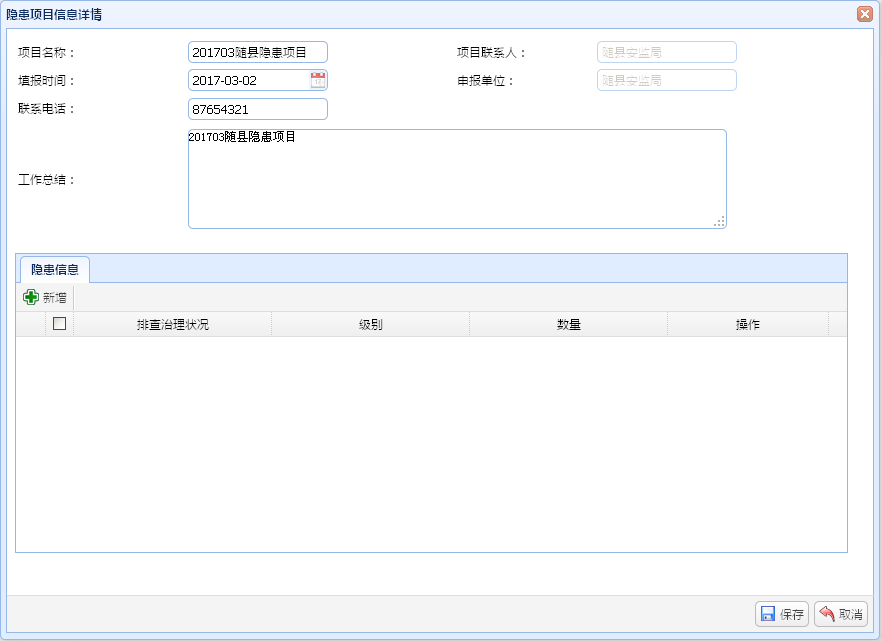 隐患项目信息详情
项目名称： 201703随县隐患项目 项目联系人： 随县安监局
填报时间： 2017-03-02 申报单位： 随县安监局
联系电话： 87654321
201703随县隐患项目
工作总结：
隐患信息
新增
排查治理状况 级别 数量 操作
保存 取消